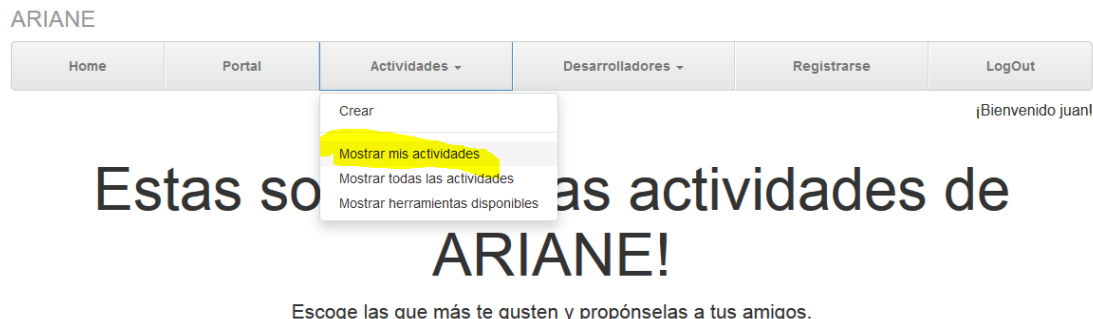 ARIANE
Home Portal Actividades Desarrolladores Registrarse LogOut
¡Bienvenido juan!
Crear
Mostrar mis actividades
Mostrar todas las actividades
Mostrar herramientas disponibles
Estas so as actividades de
ARIANE!
Escoge las que más te gusten y propónselas a tus amigos.